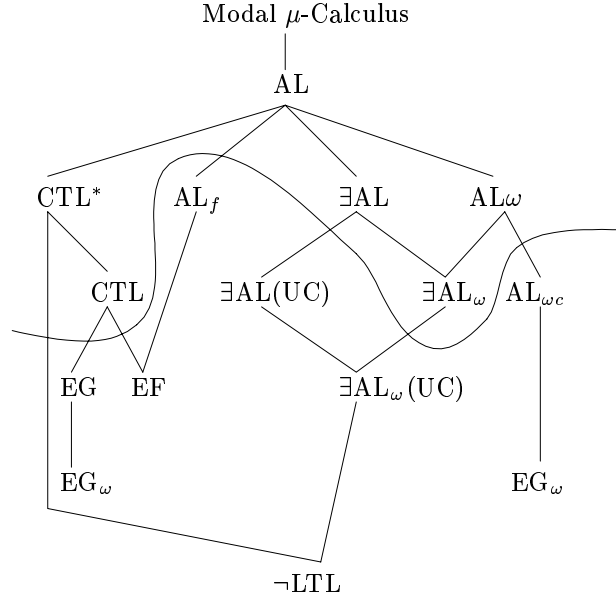 Modal μ-Calculus
AL
CTL* AL_f ∃AL ALω
CTL ∃AL(UC) ∃AL_ω AL_ωc
EG EF ∃AL_ω(UC)
EG_ω EG_ω
¬LTL